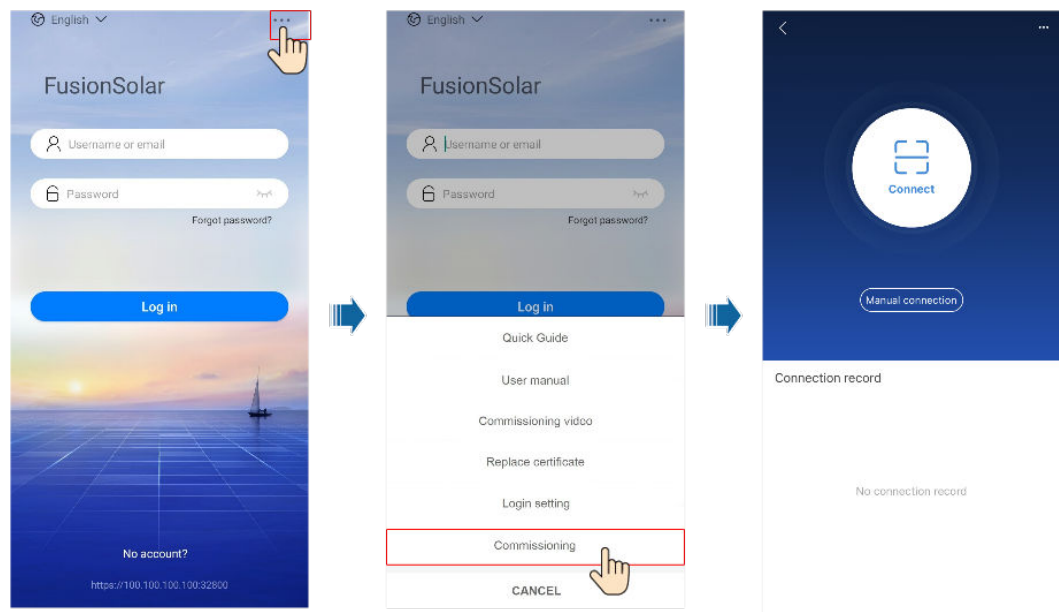 English
FusionSolar
Username or email
Password
Forgot password?
Log in
No account?
https://100.100.100.100:32800
English
FusionSolar
Username or email
Password
Forgot password?
Log in
Quick Guide
User manual
Commissioning video
Replace certificate
Login setting
Commissioning
CANCEL
Connect
Manual connection
Connection record
No connection record